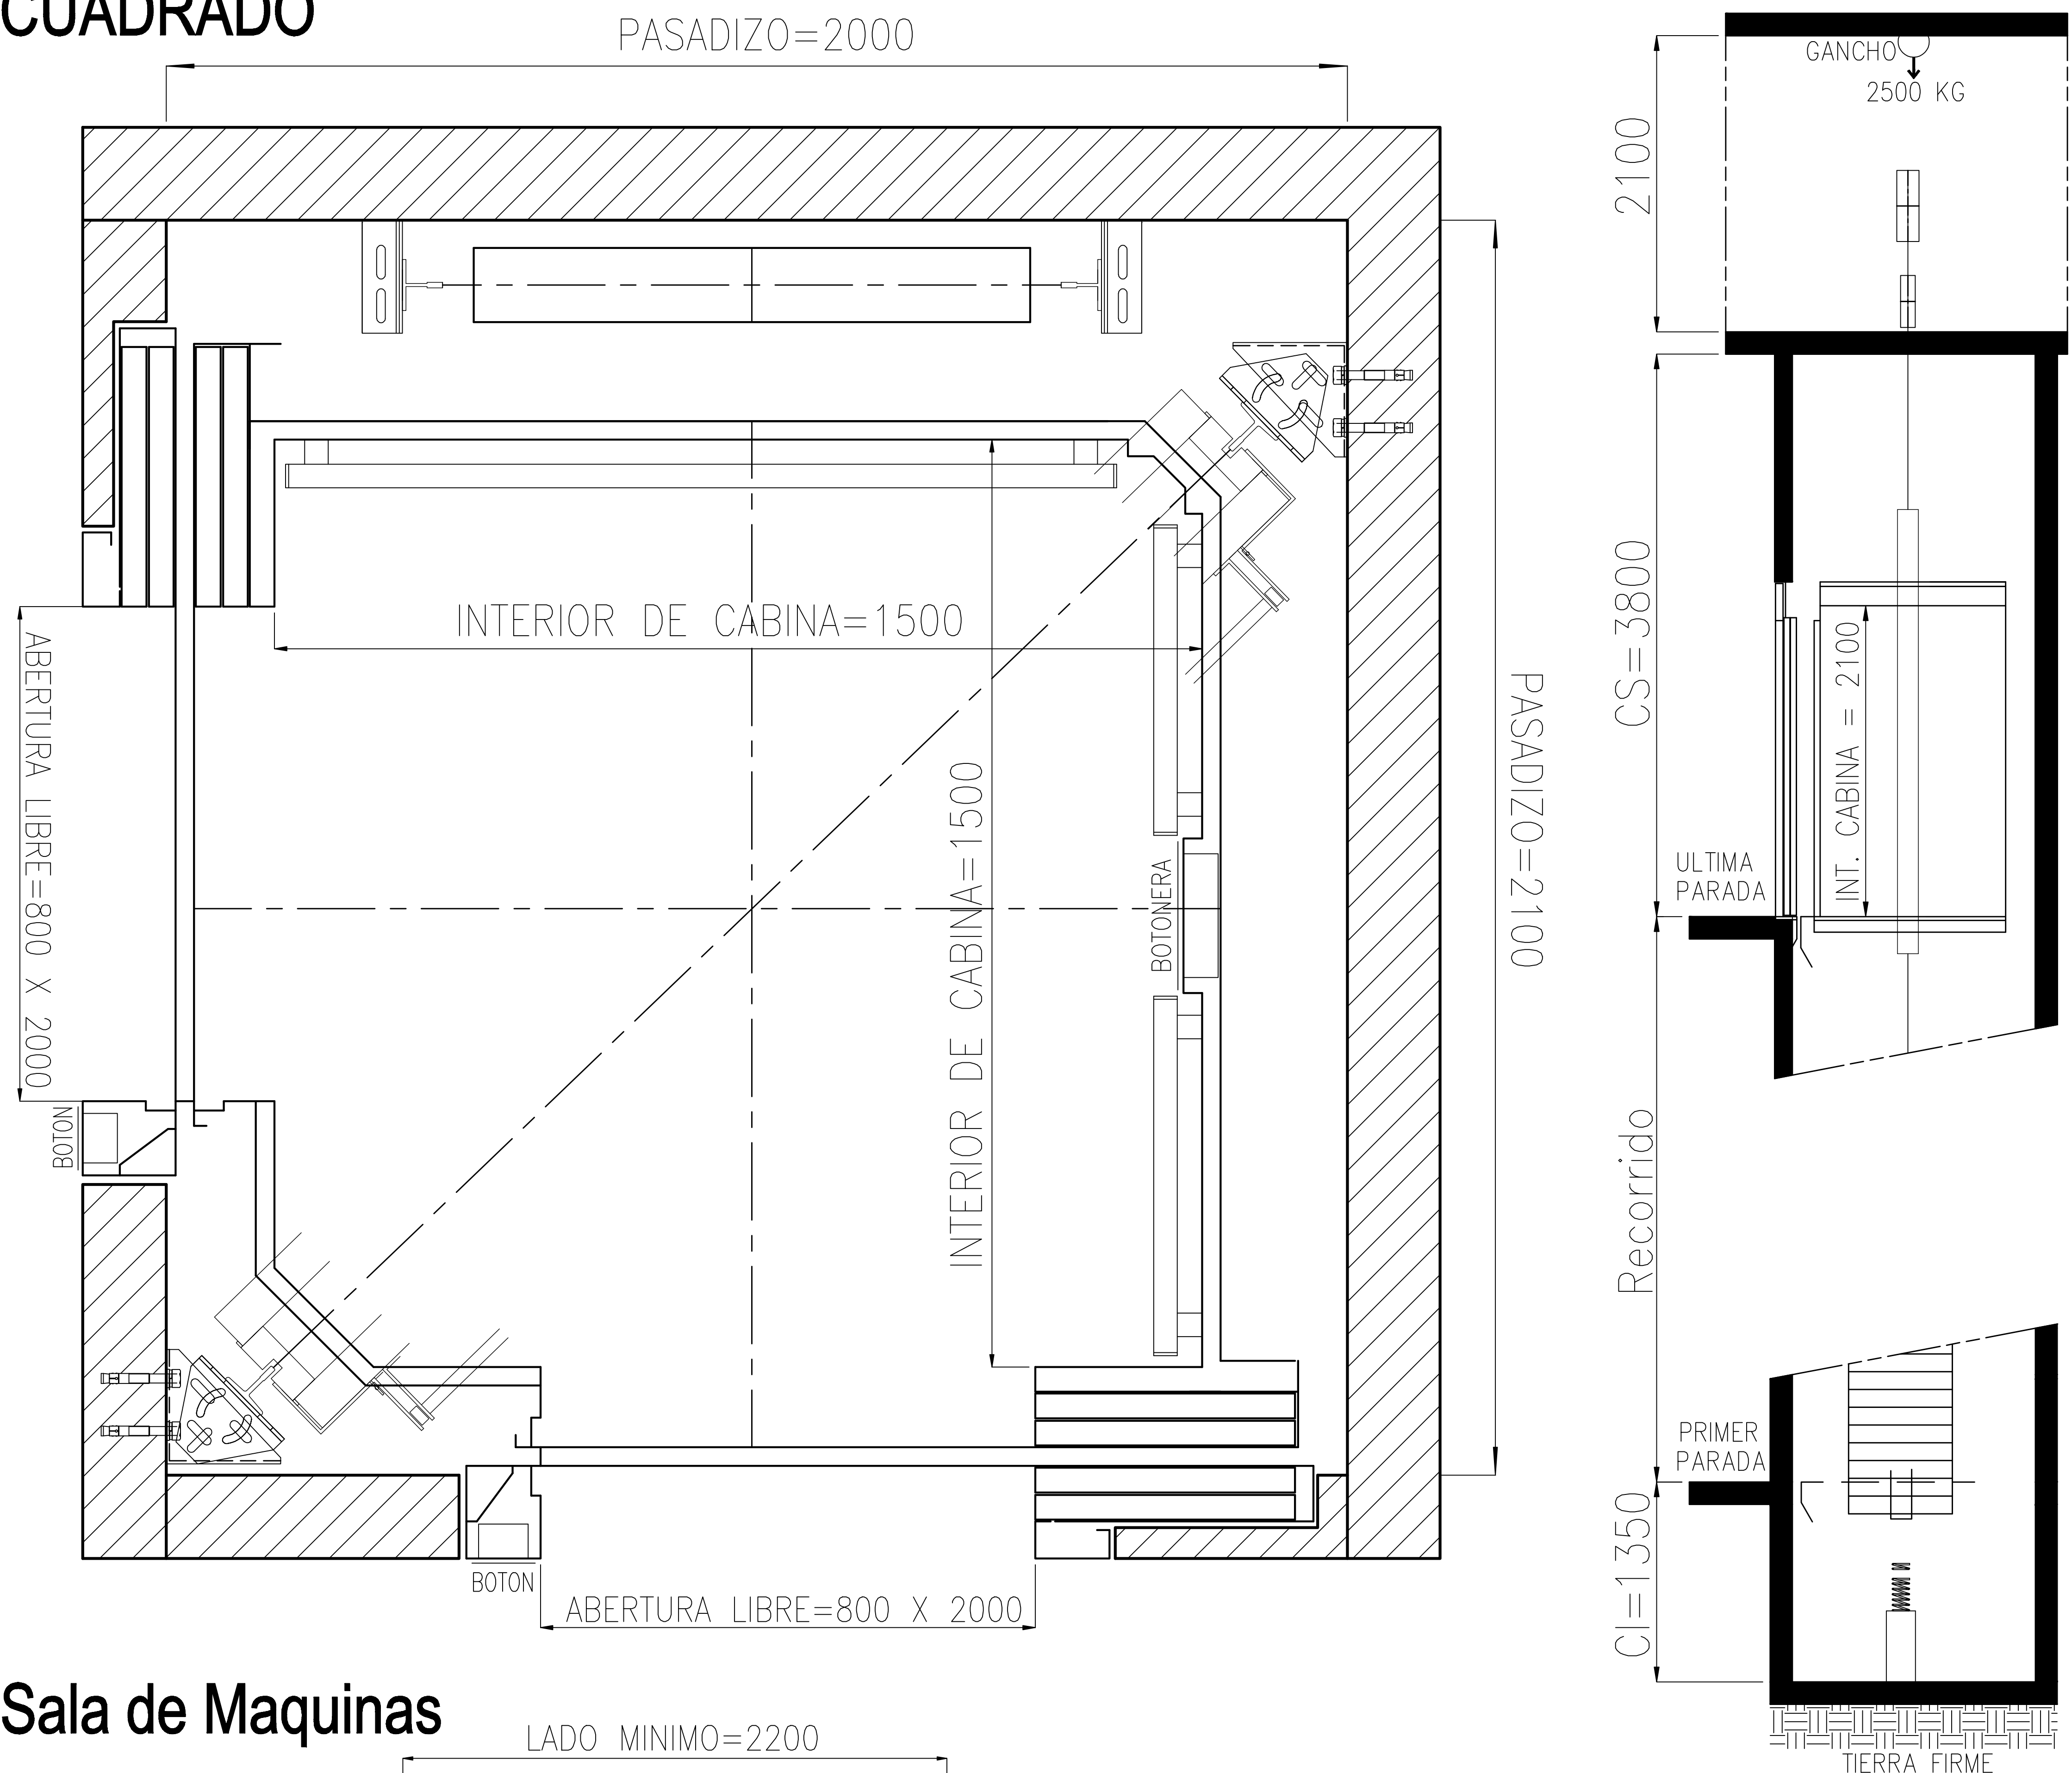 CUADRADO
PASADIZO=2000
GANCHO
2500 KG
2100
INTERIOR DE CABINA=1500
ABERTURA LIBRE=800 X 2000
INTERIOR DE CABINA=1500
BOTONERA
PASADIZO=2100
CS=3800
INT. CABINA = 2100
ULTIMA
PARADA
BOTON
Recorrido
PRIMER
PARADA
CI=1350
BOTON
ABERTURA LIBRE=800 X 2000
Sala de Maquinas
LADO MINIMO=2200
TIERRA FIRME